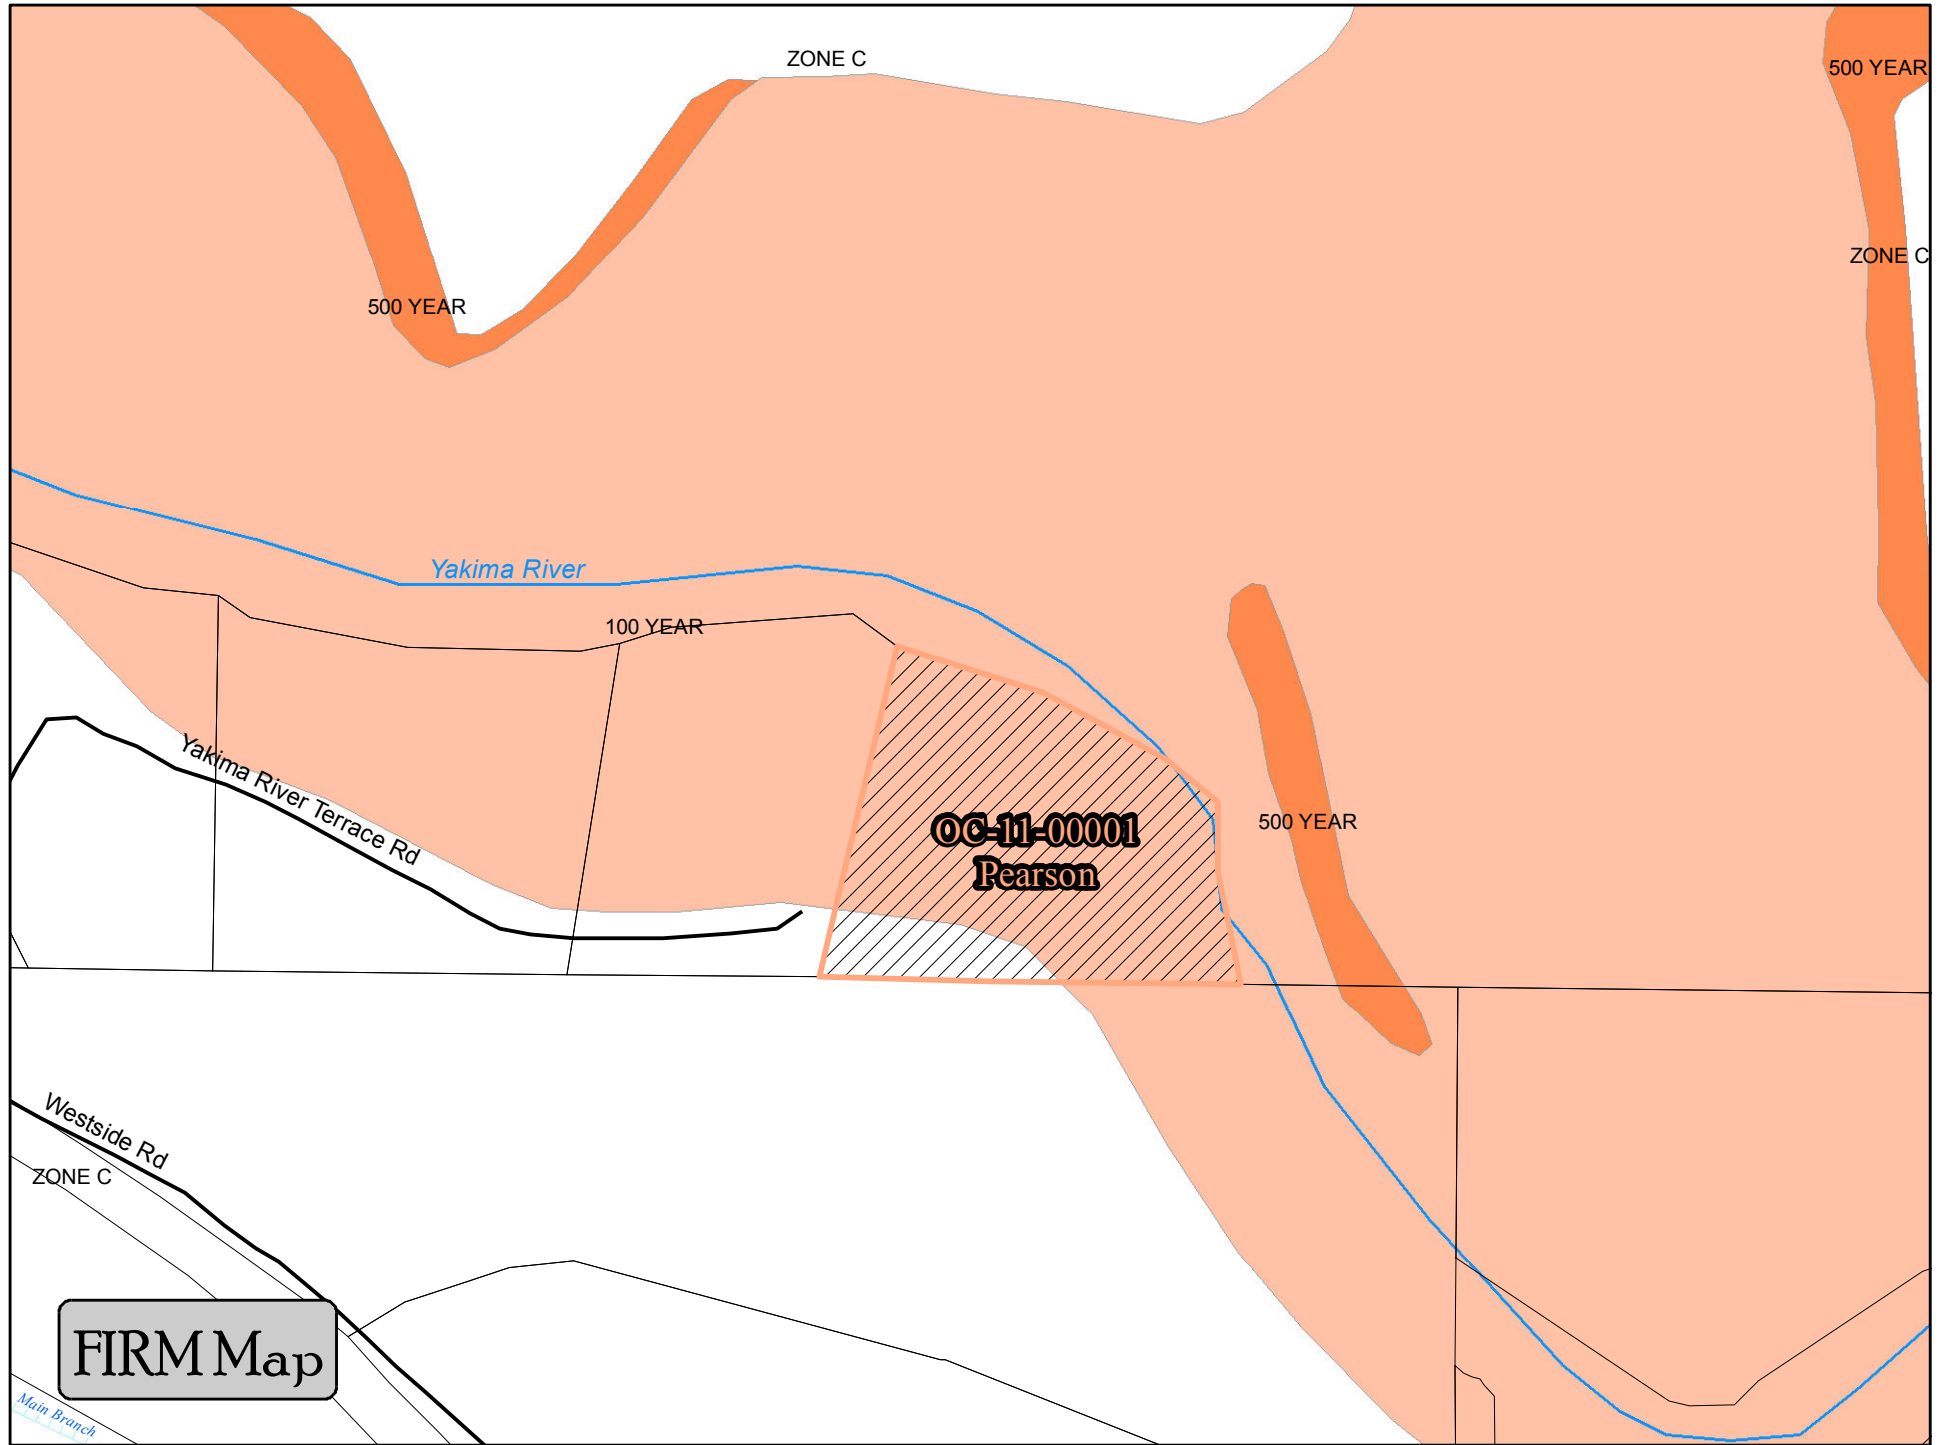 ZONE C
500 YEAR
ZONE C
500 YEAR
Yakima River
100 YEAR
Yakima River Terrace Rd
OC-11-00001
Pearson
500 YEAR
Westside Rd
ZONE C
FIRM Map
Main Branch